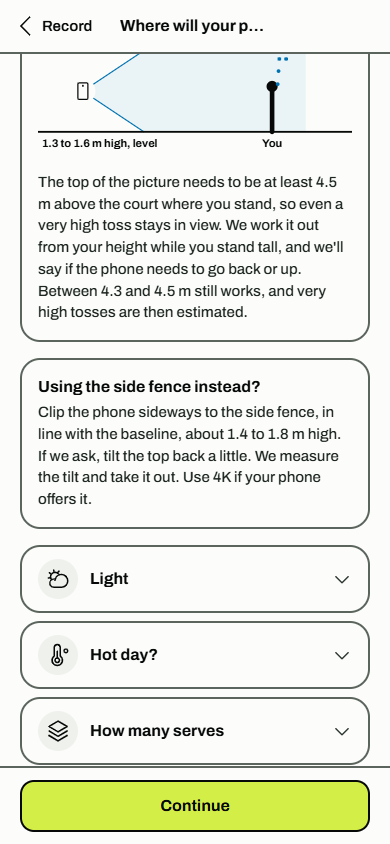 Record
Where will your p...
1.3 to 1.6 m high, level
You
The top of the picture needs to be at least 4.5
m above the court where you stand, so even a
very high toss stays in view. We work it out
from your height while you stand tall, and we'll
say if the phone needs to go back or up.
Between 4.3 and 4.5 m still works, and very
high tosses are then estimated.
Using the side fence instead?
Clip the phone sideways to the side fence, in
line with the baseline, about 1.4 to 1.8 m high.
If we ask, tilt the top back a little. We measure
the tilt and take it out. Use 4K if your phone
offers it.
Light
Hot day?
How many serves
Continue